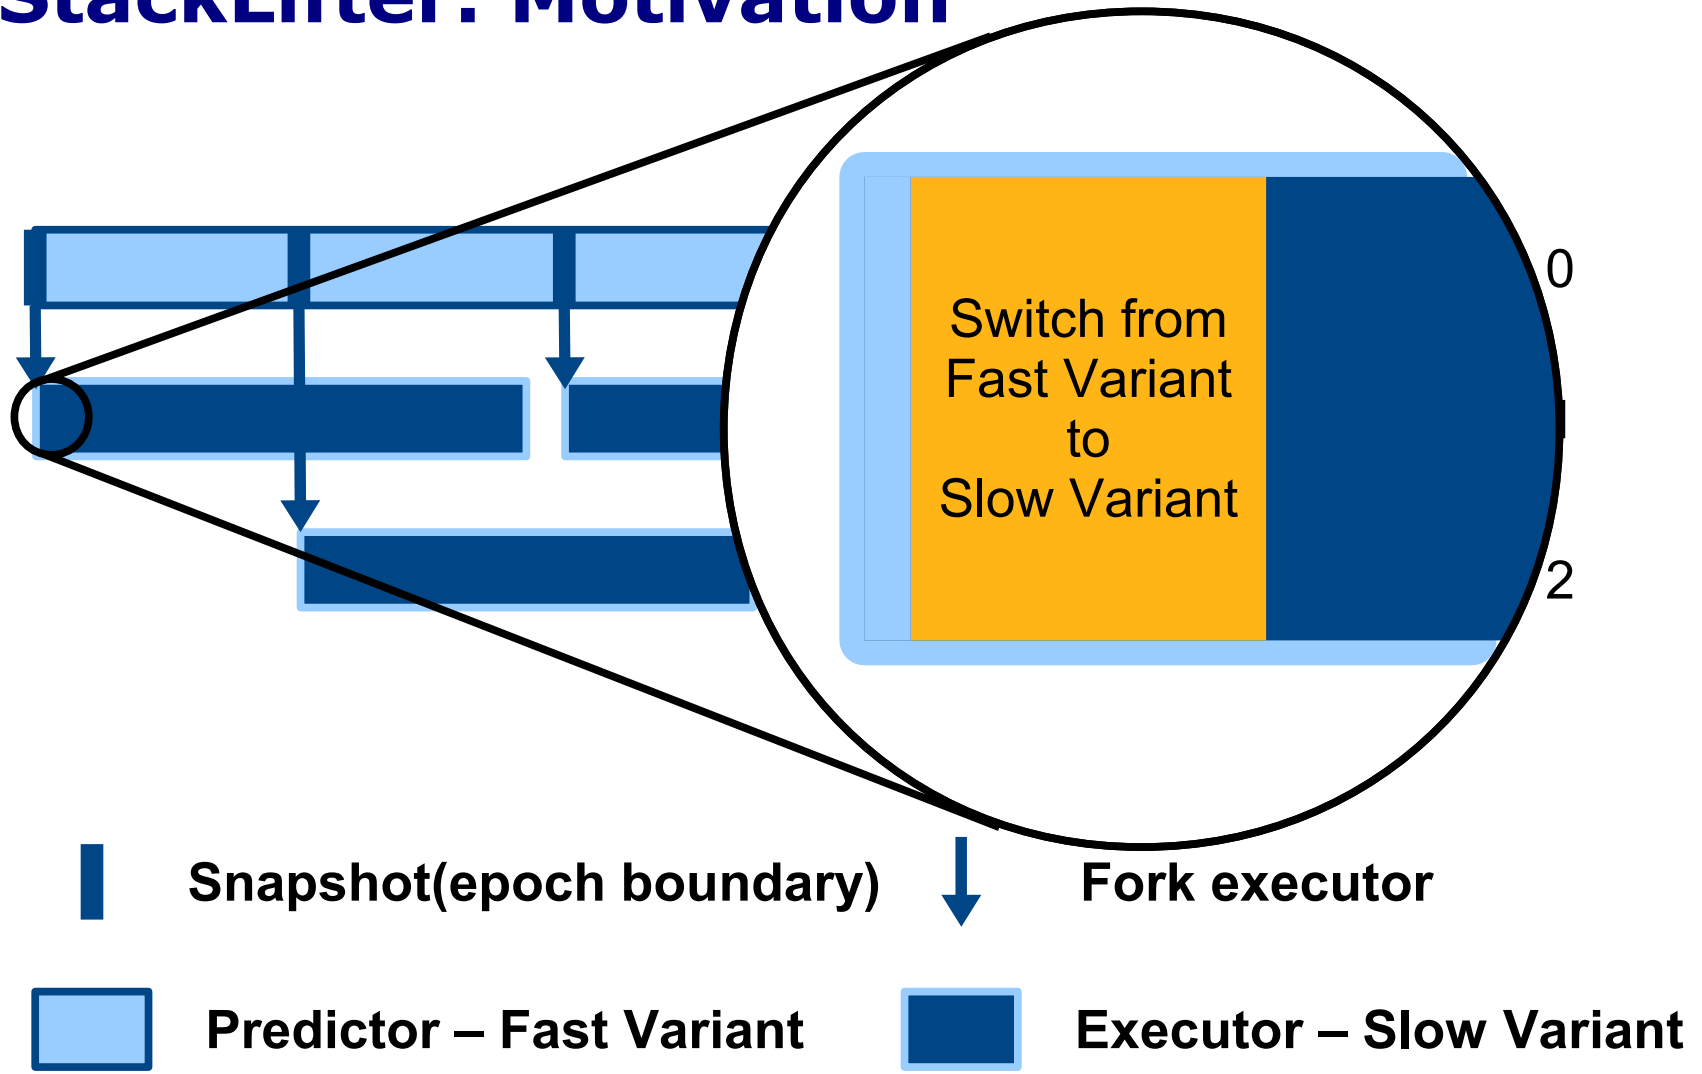 StackLifter: Motivation
0
Switch from
Fast Variant
to
Slow Variant
2
Snapshot(epoch boundary)
Fork executor
Predictor – Fast Variant
Executor – Slow Variant